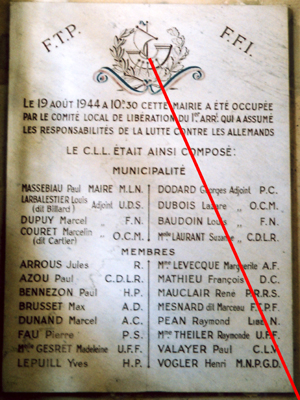 F.T.P. F.F.I.
LE 19 AOÛT 1944 A 10H30 CETTE MAIRIE A ÉTÉ OCCUPÉE
PAR LE COMITÉ LOCAL DE LIBÉRATION DU 1er ARRt QUI A ASSUMÉ
LES RESPONSABILITÉS DE LA LUTTE CONTRE LES ALLEMANDS
LE C.L.L. ÉTAIT AINSI COMPOSÉ:
MUNICIPALITÉ
MASSEBIAU Paul MAIRE M.L.N.
LARBALESTIER Louis (dit Billard) Adjoint U.D.S.
DUPUY Marcel " F.N.
COURET Marcelin (dit Cartier) " O.C.M.
DODARD Georges Adjoint P.C.
DUBOIS Lazare " O.C.M.
BAUDOIN Louis " F.N.
Melle LAURANT Suzanne " C.D.L.R.
MEMBRES
ARROUS Jules R.
AZOU Paul C.D.L.R.
BENNEZON Paul H.P.
BRUSSET Max A.D.
DUNAND Marcel A.C.
FAU Pierre P.S.
Mme GESRET Madeleine U.F.F.
LEPUILL Yves H.P.
Mme LEVECQUE Marguerite A.F.
MATHIEU François D.C.
MAUCLAIR René P.R.R.S.
MESNARD dit Marceau F.T.P.F
PEAN Raymond LIBE N.
Mme THEILER Raymonde U.F.F.
VALAYER Paul C.L.V.
VOGLER Henri M.N.P.G.D.